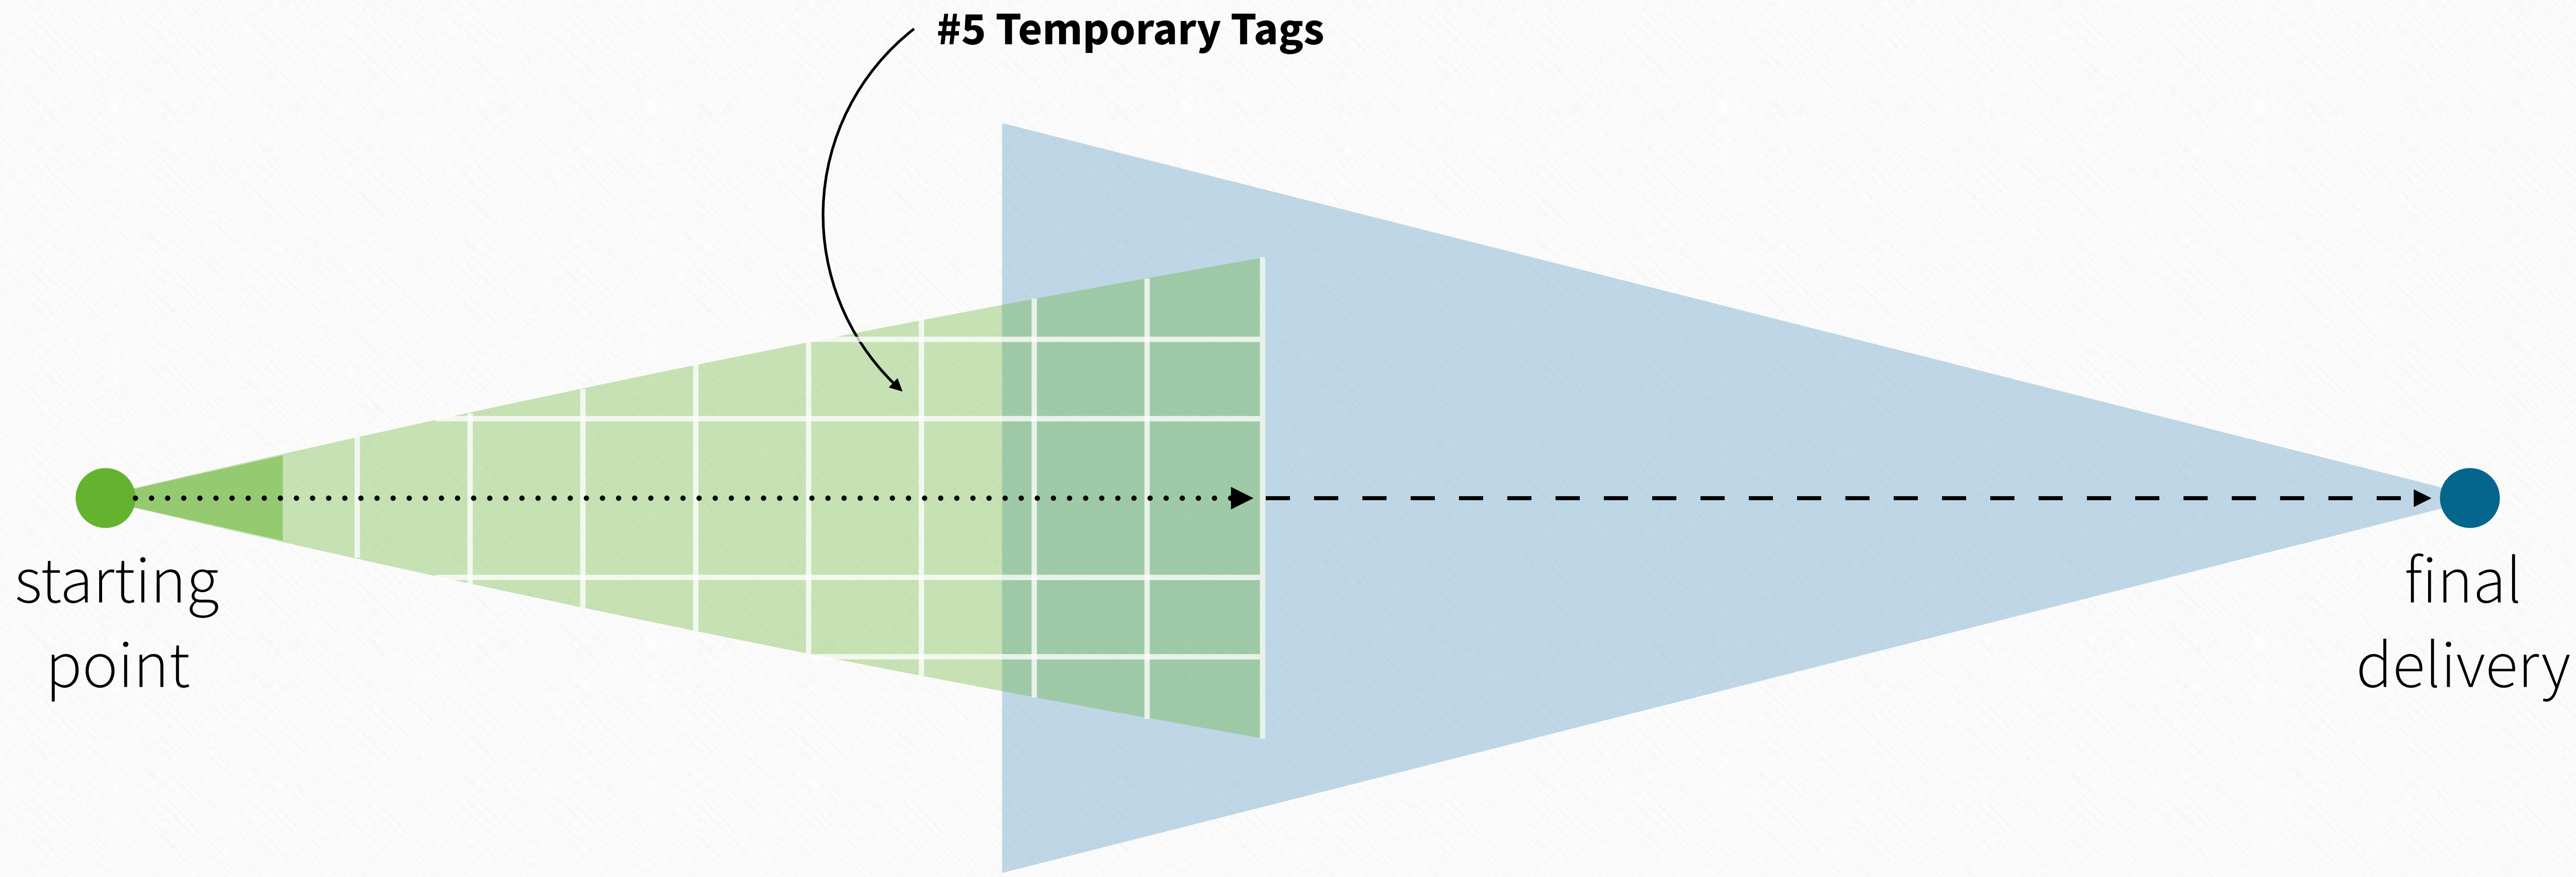 #5 Temporary Tags
starting
point
final
delivery